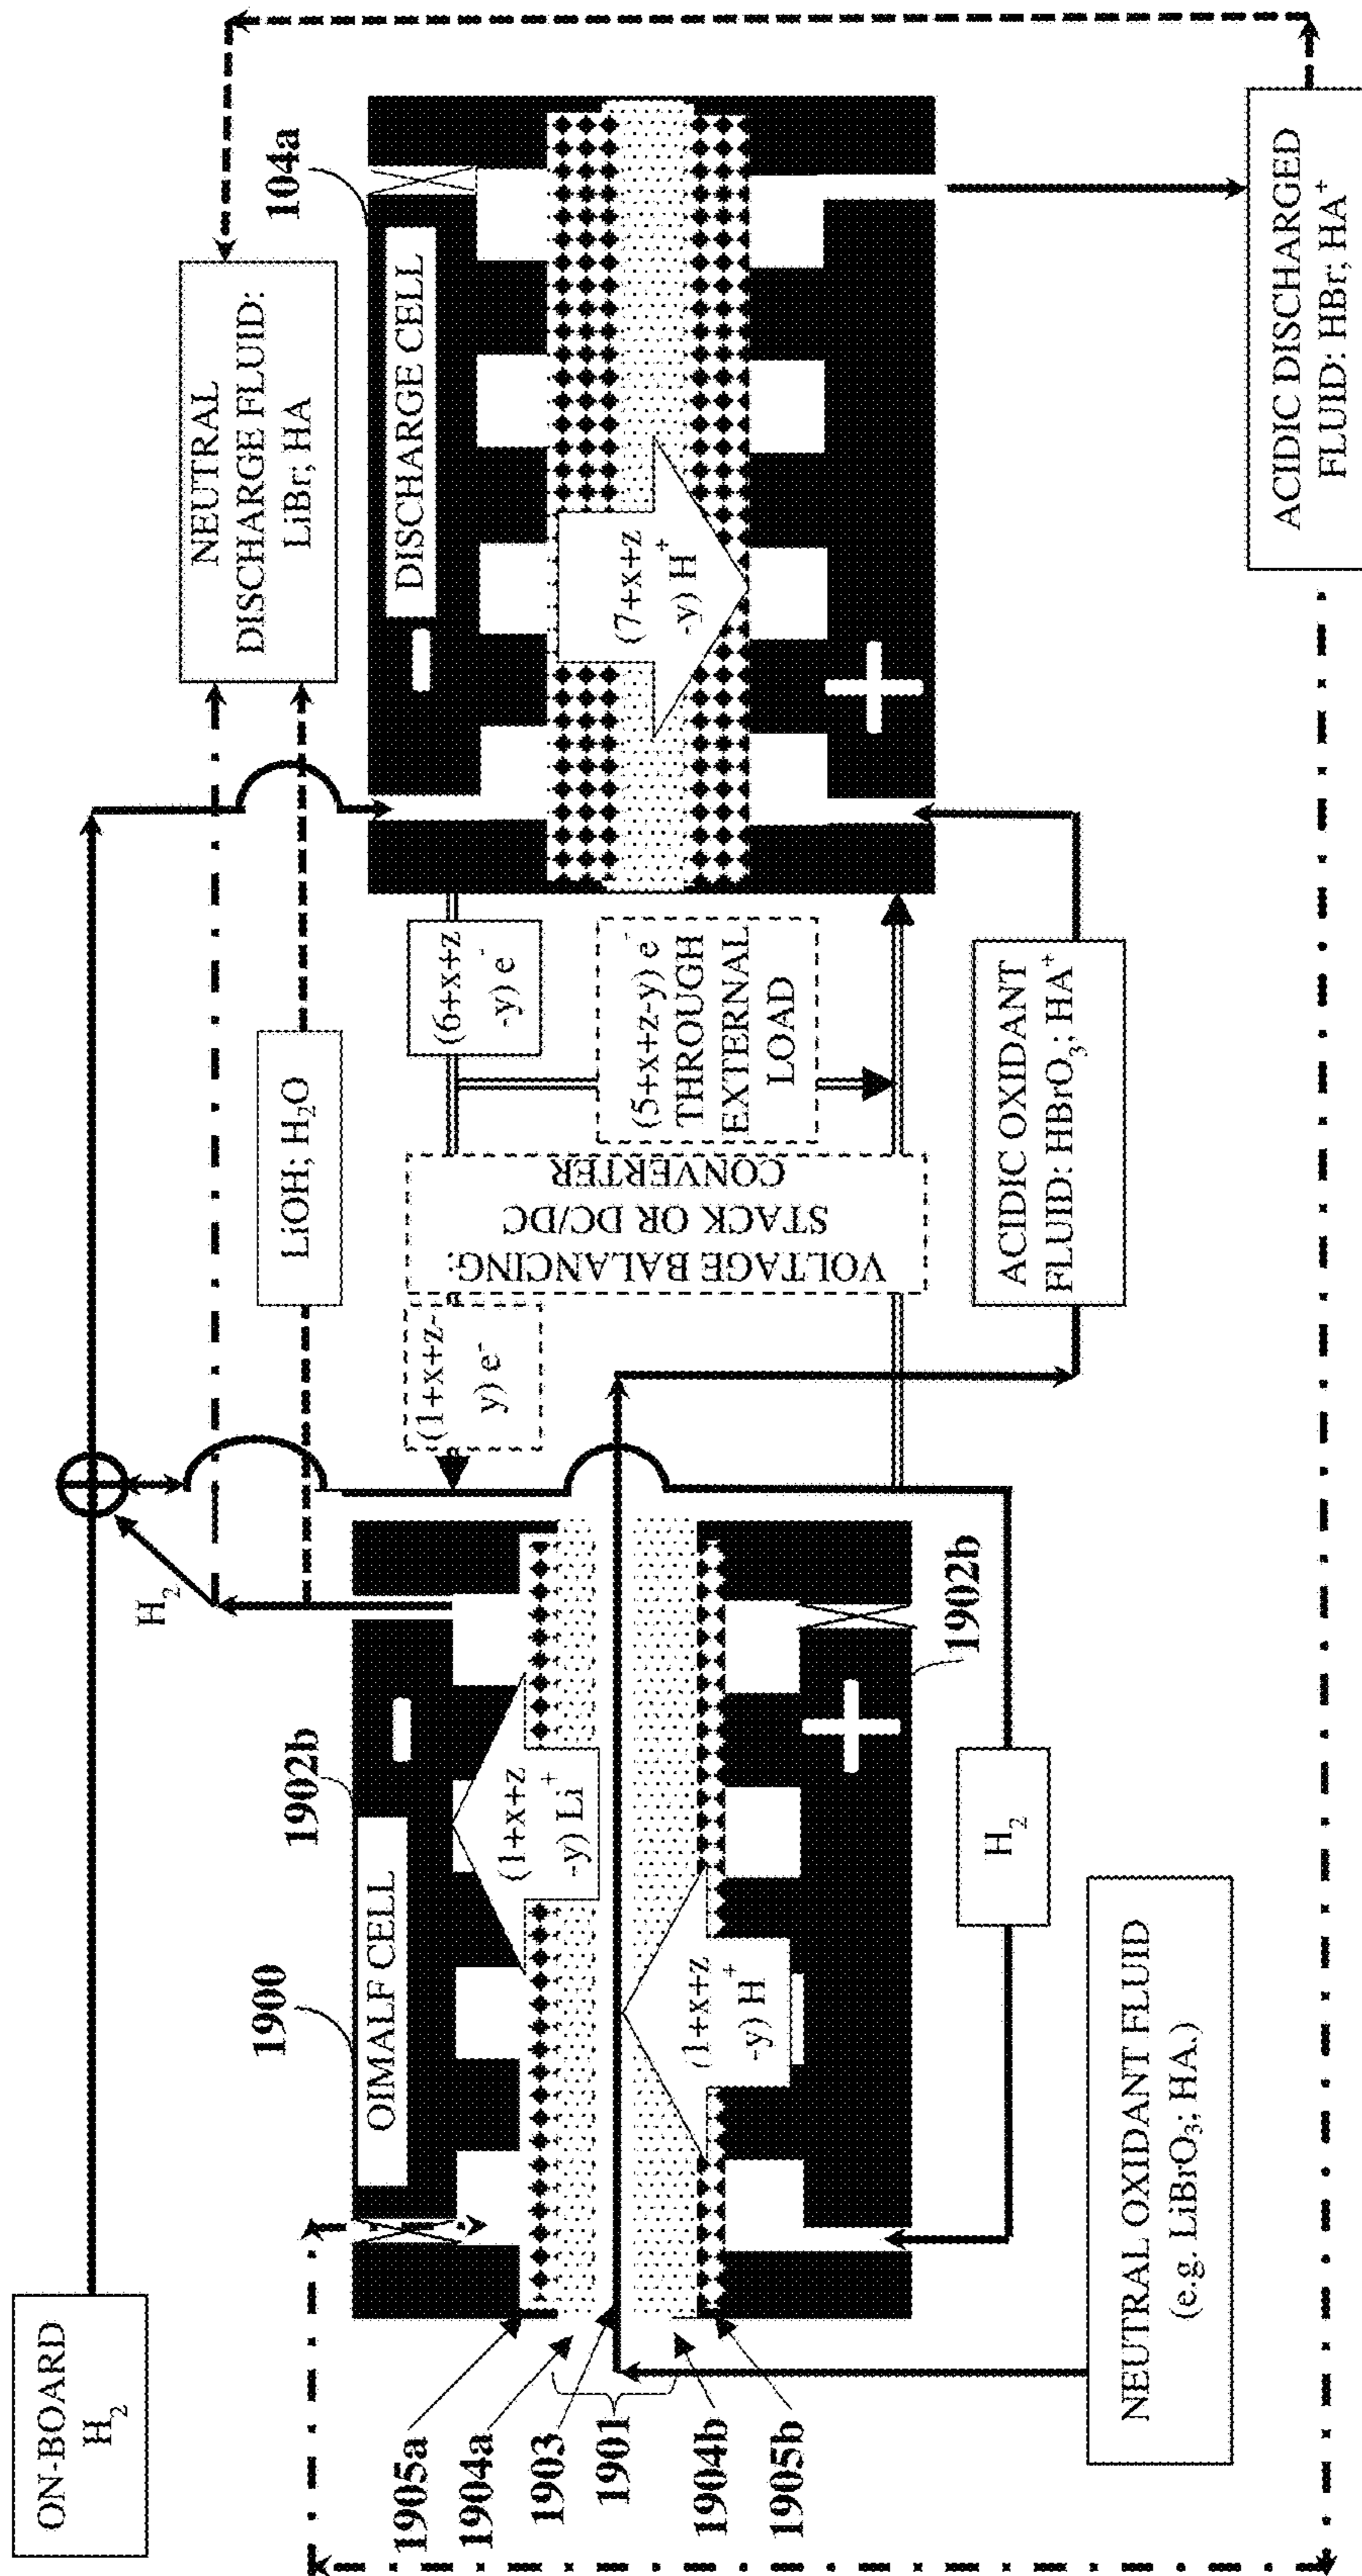 ON-BOARD
H₂
H₂
NEUTRAL
DISCHARGE FLUID:
LiBr; HA
LiOH; H₂O
1900
1902b
104a
QIMALF CELL
DISCHARGE CELL
(1+x+z-
y) e⁻
(6+x+z
-y) e⁻
(1+x+z
-y) Li⁺
(7+x+z
-y) H⁺
(5+x+z-y) e⁻
THROUGH
EXTERNAL
LOAD
VOLTAGE BALANCING:
STACK OR DC/DC
CONVERTER
1905a
1904a
1903
1901
1904b
1905b
(1+x+z
-y) H⁺
1902b
H₂
ACIDIC OXIDANT
FLUID: HBrO₃; HA⁺
NEUTRAL OXIDANT FLUID
(e.g. LiBrO₃; HA.)
ACIDIC DISCHARGED
FLUID: HBr; HA⁺